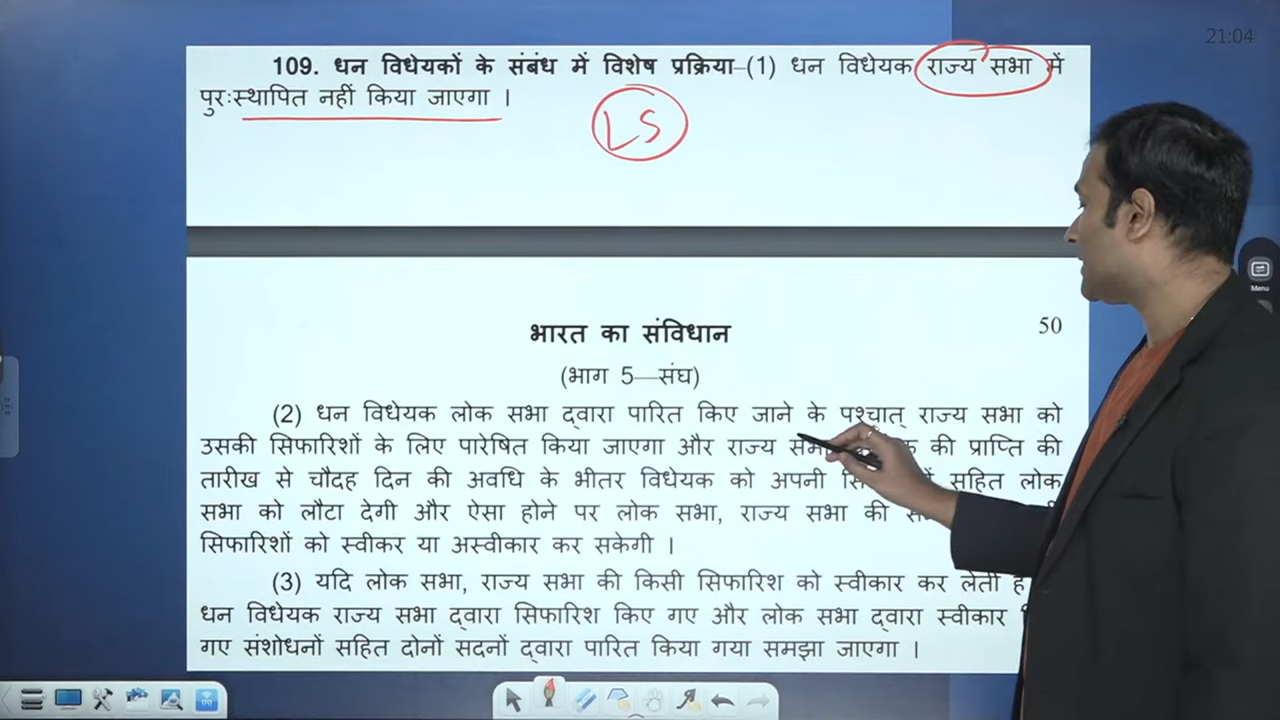 21:04
109. धन विधेयकों के संबंध में विशेष प्रक्रिया–(1) धन विधेयक राज्य सभा में
पुरःस्थापित नहीं किया जाएगा ।
LS
Menu
भारत का संविधान
50
(भाग 5—संघ)
(2) धन विधेयक लोक सभा द्वारा पारित किए जाने के पश्चात् राज्य सभा को
उसकी सिफारिशों के लिए पारेषित किया जाएगा और राज्य की प्राप्ति की
तारीख से चौदह दिन की अवधि के भीतर विधेयक को अपनी सहित लोक
सभा को लौटा देगी और ऐसा होने पर लोक सभा, राज्य सभा की
सिफारिशों को स्वीकर या अस्वीकार कर सकेगी ।
(3) यदि लोक सभा, राज्य सभा की किसी सिफारिश को स्वीकार कर लेती
धन विधेयक राज्य सभा द्वारा सिफारिश किए गए और लोक सभा द्वारा स्वीकार
गए संशोधनों सहित दोनों सदनों द्वारा पारित किया गया समझा जाएगा ।